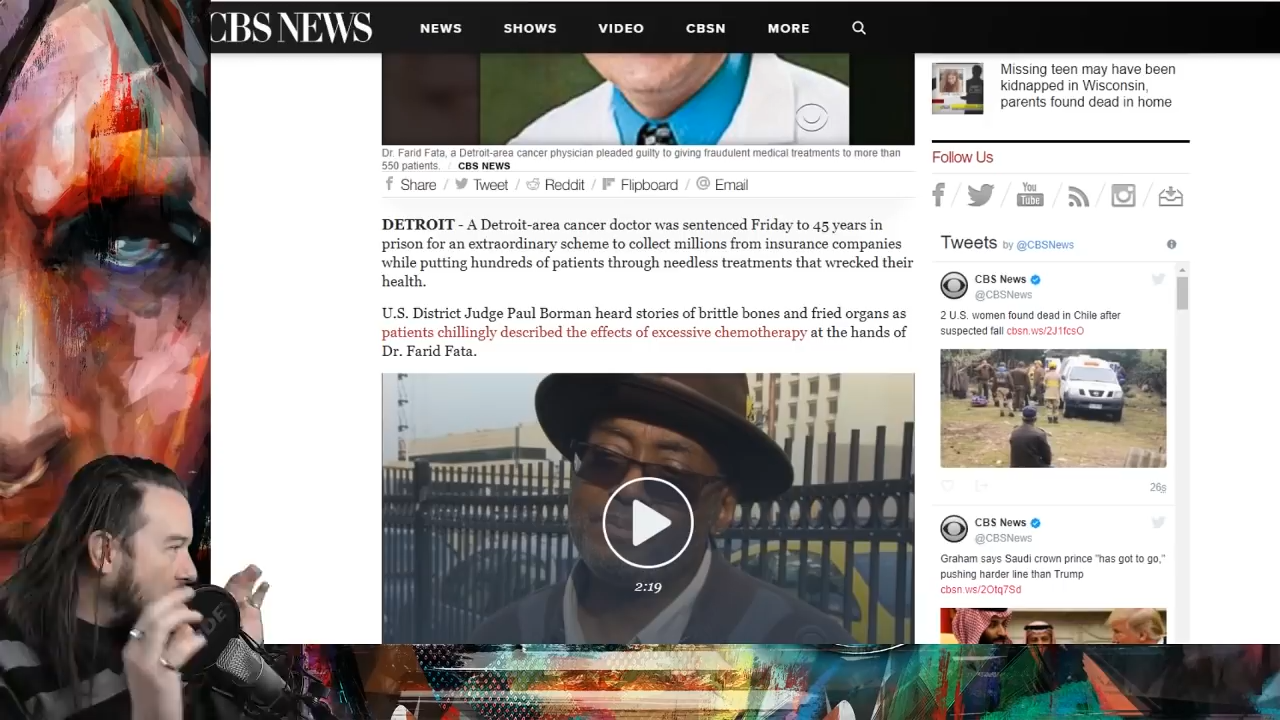 CBS NEWS
NEWS
SHOWS
VIDEO
CBSN
MORE
Dr. Farid Fata, a Detroit-area cancer physician pleaded guilty to giving fraudulent medical treatments to more than
550 patients. / CBS NEWS
Share / Tweet / Reddit / Flipboard / Email
DETROIT - A Detroit-area cancer doctor was sentenced Friday to 45 years in
prison for an extraordinary scheme to collect millions from insurance companies
while putting hundreds of patients through needless treatments that wrecked their
health.
U.S. District Judge Paul Borman heard stories of brittle bones and fried organs as
patients chillingly described the effects of excessive chemotherapy at the hands of
Dr. Farid Fata.
2:19
Missing teen may have been
kidnapped in Wisconsin,
parents found dead in home
Follow Us
You
Tube
Tweets by @CBSNews
CBS News
@CBSNews
2 U.S. women found dead in Chile after
suspected fall cbsn.ws/2J1fcsO
26s
CBS News
@CBSNews
Graham says Saudi crown prince "has got to go,"
pushing harder line than Trump
cbsn.ws/2Otq7Sd